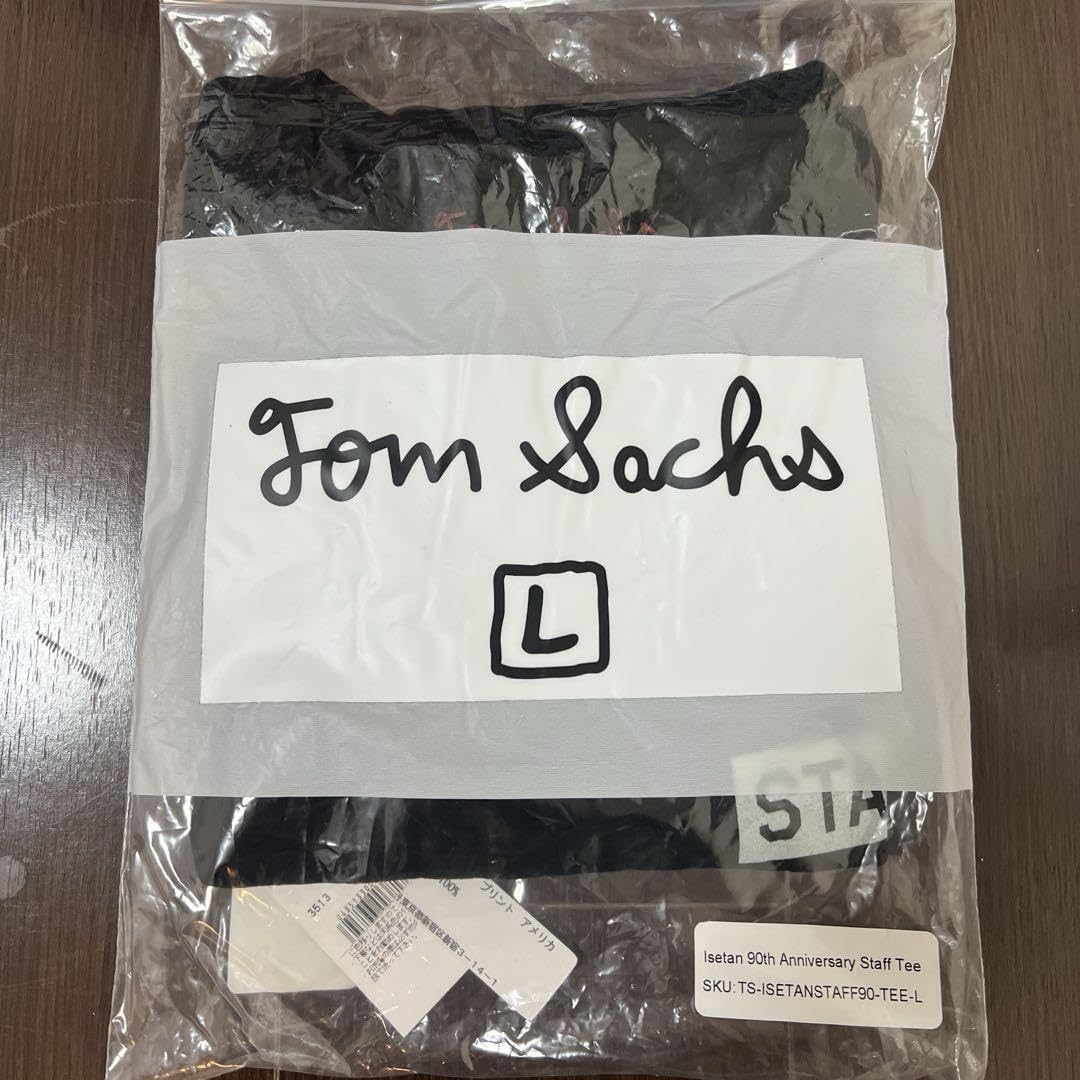 Tom Sachs
L
STA
3513
100%
プリント アメリカ
3-14-1
Isetan 90th Anniversary Staff Tee
SKU: TS-ISETANSTAFF90-TEE-L